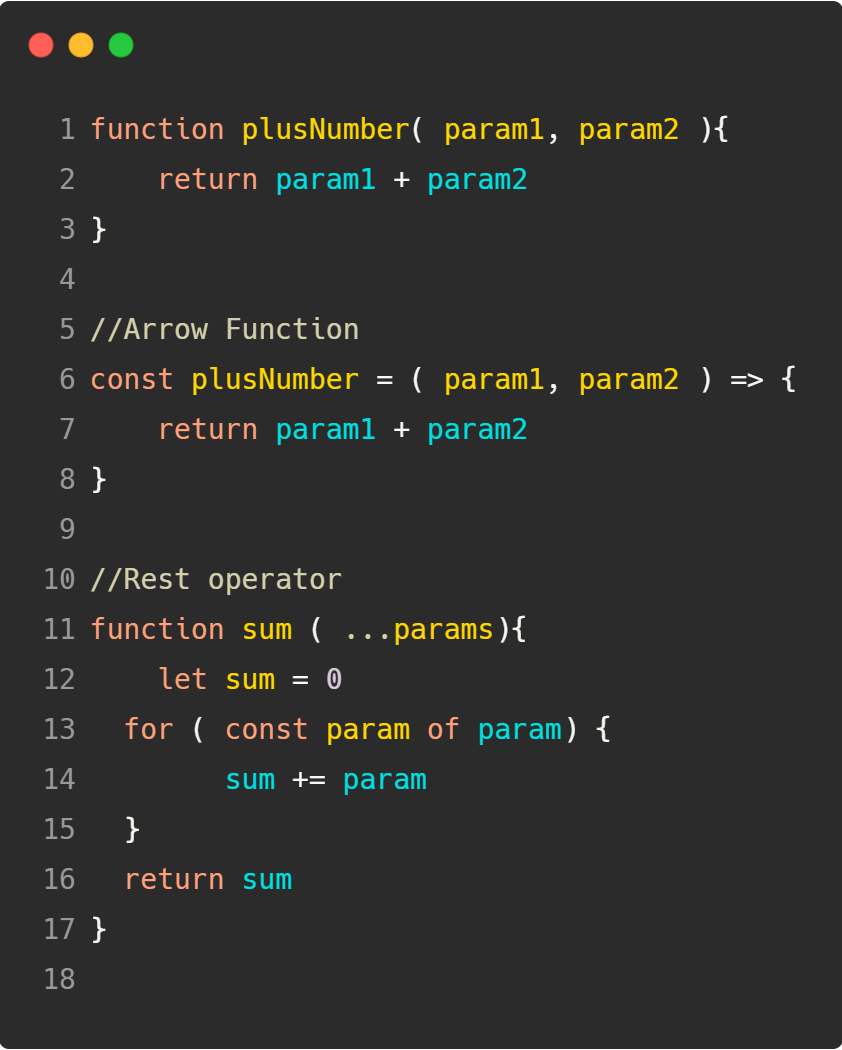 1 function plusNumber( param1, param2 ){
2     return param1 + param2
3 }
4
5 //Arrow Function
6 const plusNumber = ( param1, param2 ) => {
7     return param1 + param2
8 }
9
10 //Rest operator
11 function sum ( ...params){
12     let sum = 0
13   for ( const param of param) {
14         sum += param
15   }
16   return sum
17 }
18